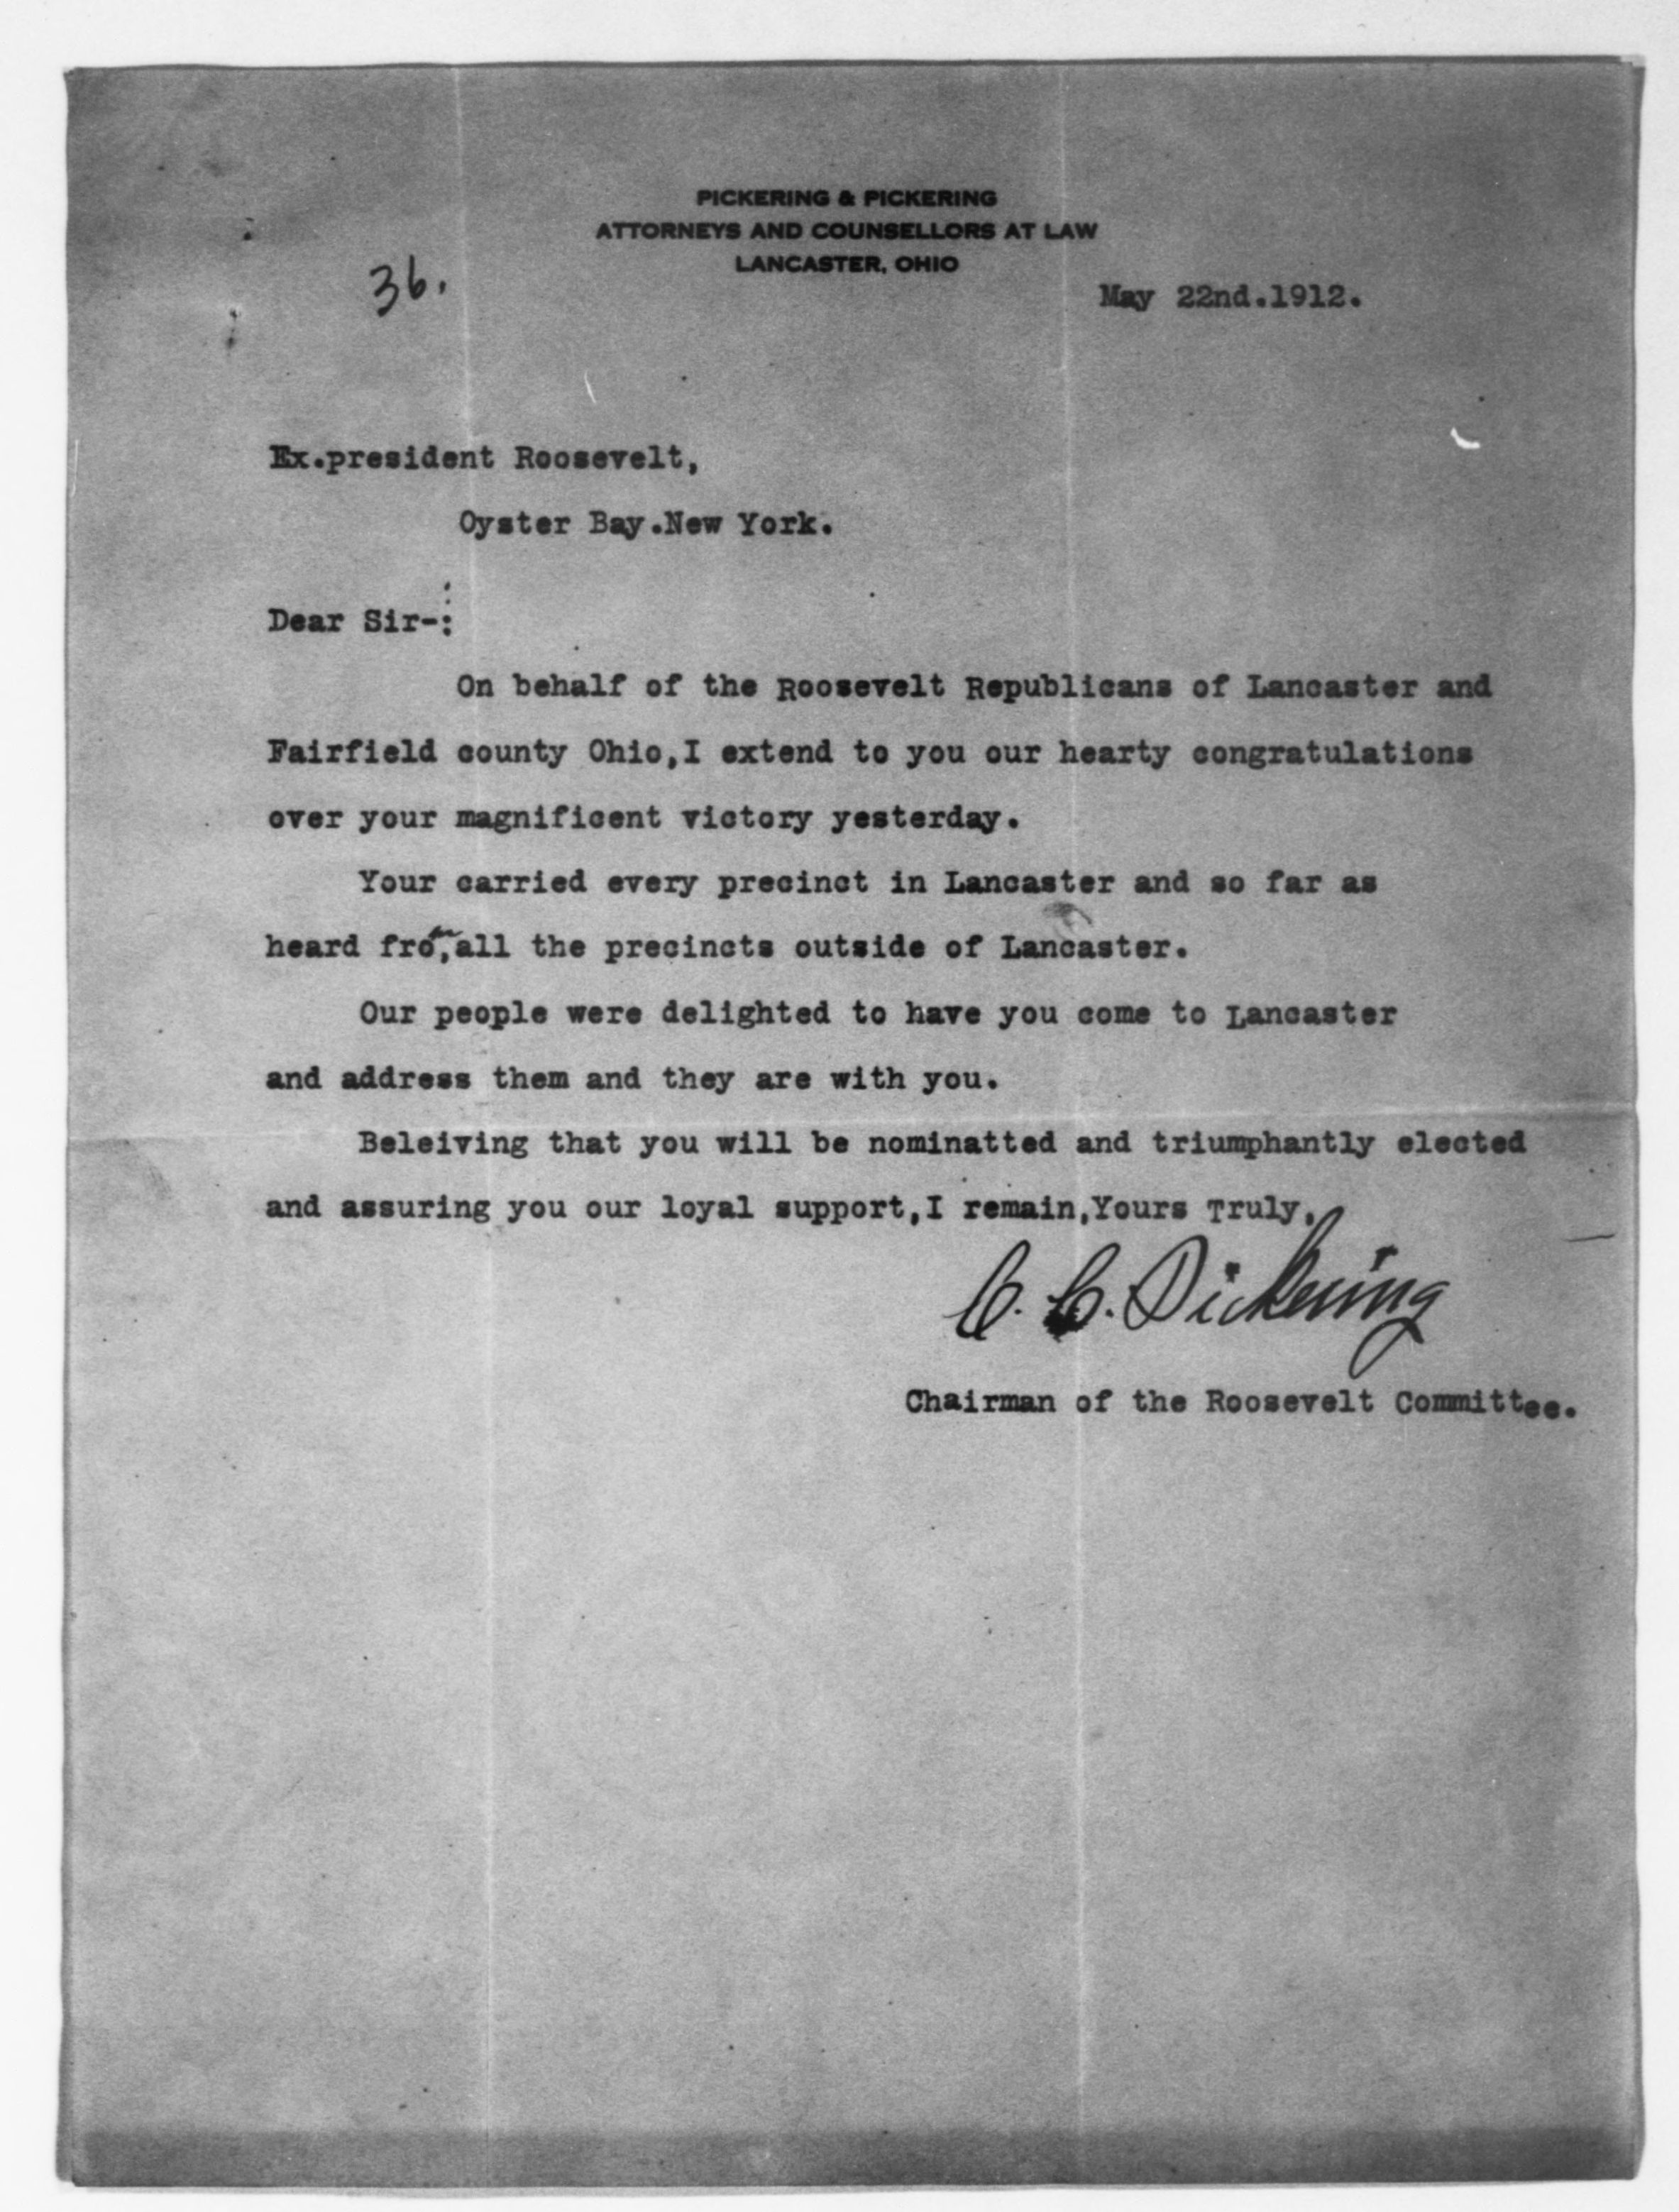 PICKERING & PICKERING
ATTORNEYS AND COUNSELLORS AT LAW
LANCASTER, OHIO
36.
May 22nd.1912.
Ex.president Roosevelt,
Oyster Bay.New York.
Dear Sir-:
On behalf of the Roosevelt Republicans of Lancaster and
Fairfield county Ohio,I extend to you our hearty congratulations
over your magnificent victory yesterday.
Your carried every precinct in Lancaster and so far as
heard from,all the precincts outside of Lancaster.
Our people were delighted to have you come to Lancaster
and address them and they are with you.
Beleiving that you will be nominatted and triumphantly elected
and assuring you our loyal support,I remain,Yours Truly,
C. C. Pickering
Chairman of the Roosevelt Committee.